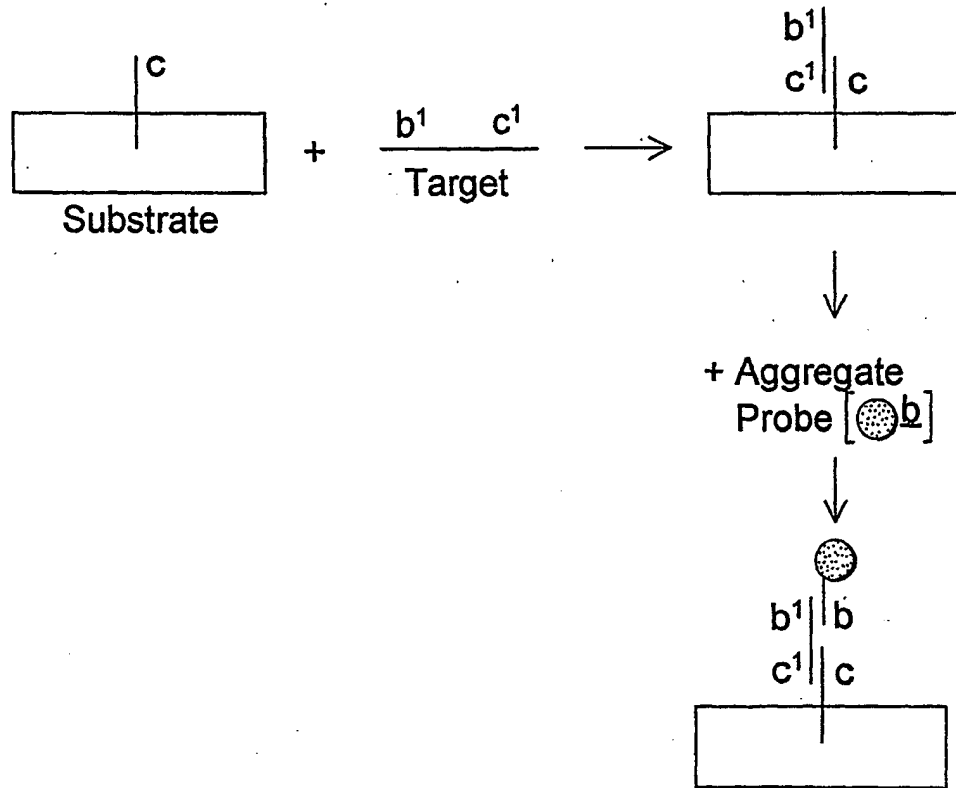 c
+
b¹ c¹
Target
Substrate
b¹
c¹ c
+ Aggregate
Probe [b]
b¹ b
c¹ c